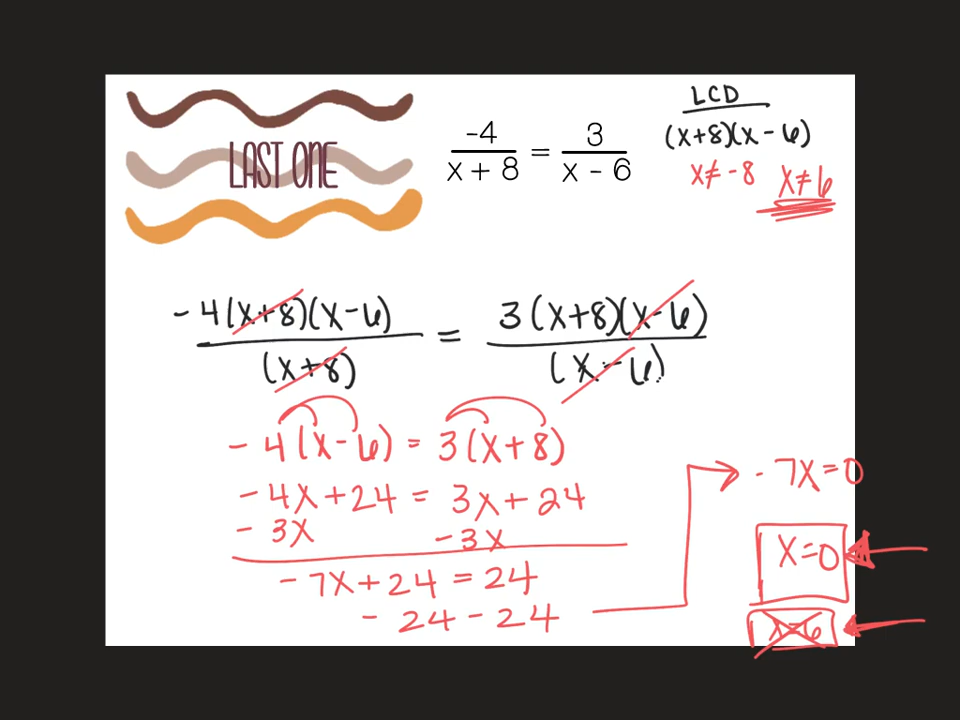 LAST ONE
-4 / x + 8 = 3 / x - 6
LCD
(x+8)(x-6)
x≠-8 x≠6
-4(x+8)(x-6) / (x+8) = 3(x+8)(x-6) / (x-6)
-4(x-6) = 3(x+8)
-4x+24 = 3x+24
-3x -3x
-7x+24 = 24
-24 -24
-7x=0
x=0
x=6